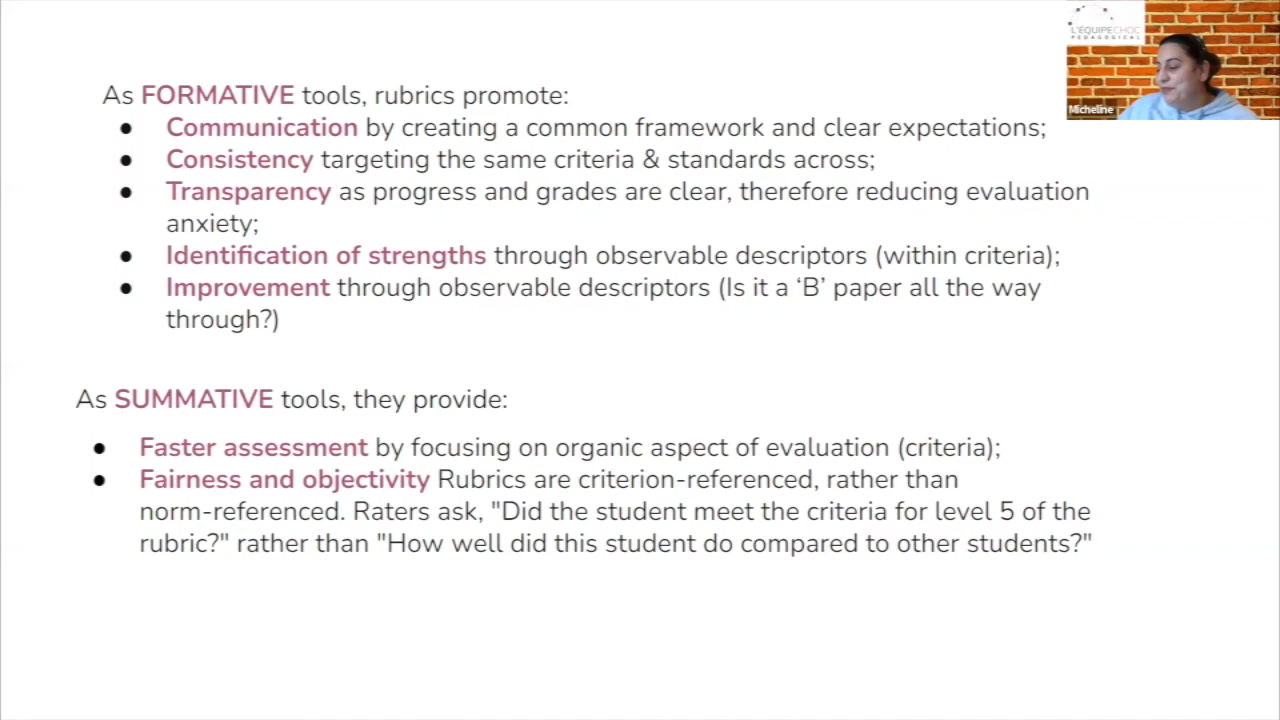 L'ÉQUIPECHOC
PEDAGOGICAL
Micheline
As FORMATIVE tools, rubrics promote:
● Communication by creating a common framework and clear expectations;
● Consistency targeting the same criteria & standards across;
● Transparency as progress and grades are clear, therefore reducing evaluation
anxiety;
● Identification of strengths through observable descriptors (within criteria);
● Improvement through observable descriptors (Is it a ‘B’ paper all the way
through?)
As SUMMATIVE tools, they provide:
● Faster assessment by focusing on organic aspect of evaluation (criteria);
● Fairness and objectivity Rubrics are criterion-referenced, rather than
norm-referenced. Raters ask, "Did the student meet the criteria for level 5 of the
rubric?" rather than "How well did this student do compared to other students?"